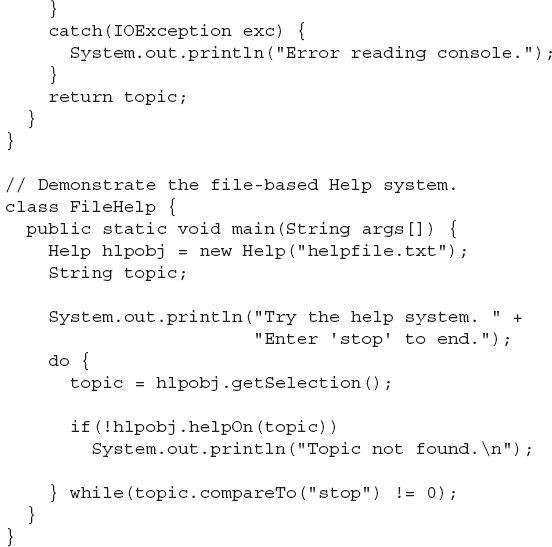 }
    catch(IOException exc) {
      System.out.println("Error reading console.");
    }
    return topic;
  }
}

// Demonstrate the file-based Help system.
class FileHelp {
  public static void main(String args[]) {
    Help hlpobj = new Help("helpfile.txt");
    String topic;

    System.out.println("Try the help system. " +
                       "Enter 'stop' to end.");
    do {
      topic = hlpobj.getSelection();

      if(!hlpobj.helpOn(topic))
        System.out.println("Topic not found.\n");

    } while(topic.compareTo("stop") != 0);
  }
}